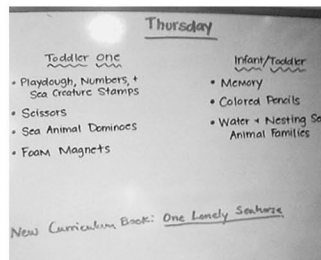 Thursday
Toddler One
• Playdough, Numbers, +
Sea Creature Stamps
• Scissors
• Sea Animal Dominoes
• Foam Magnets
Infant/Toddler
• Memory
• Colored Pencils
• Water + Nesting
Animal Families
New Curriculum Book: One Lonely Seahorse